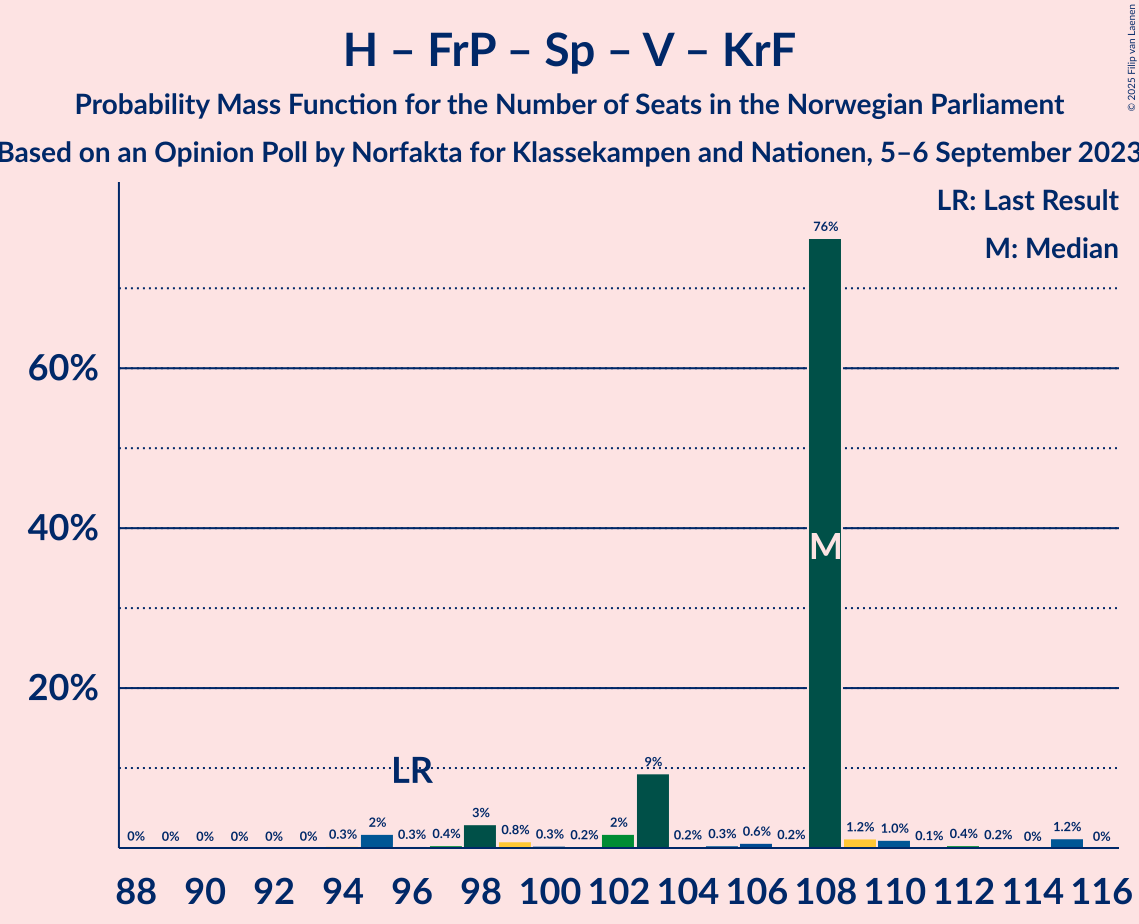 H – FrP – Sp – V – KrF
Probability Mass Function for the Number of Seats in the Norwegian Parliament
Based on an Opinion Poll by Norfakta for Klassekampen and Nationen, 5–6 September 2023
© 2025 Filip van Laenen
LR: Last Result
M: Median
60%
40%
20%
LR
M
0% 0% 0% 0% 0% 0% 0.3% 2% 0.3% 0.4% 3% 0.8% 0.3% 0.2% 2% 9% 0.2% 0.3% 0.6% 0.2% 76% 1.2% 1.0% 0.1% 0.4% 0.2% 0% 1.2% 0%
88 90 92 94 96 98 100 102 104 106 108 110 112 114 116